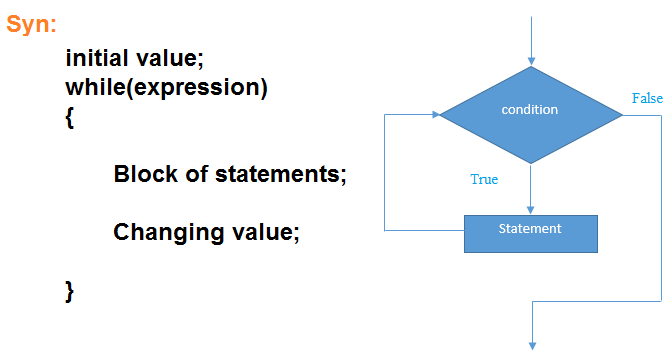 Syn:
initial value;
while(expression)
{
Block of statements;
Changing value;
}
condition
False
True
Statement